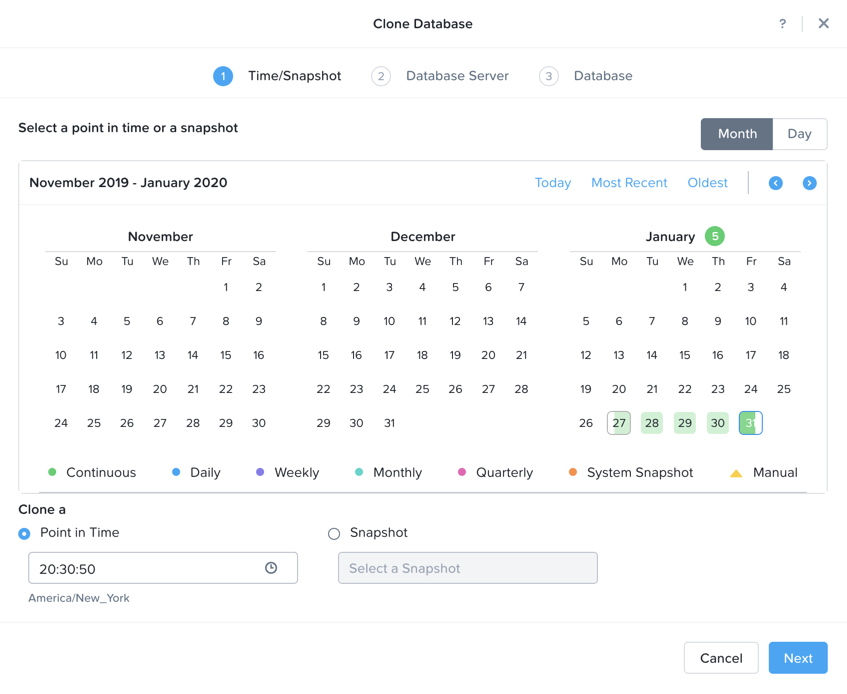 Clone Database ?
1 Time/Snapshot 2 Database Server 3 Database
Select a point in time or a snapshot
Month Day
November 2019 - January 2020 Today Most Recent Oldest
November December January 5
Su Mo Tu We Th Fr Sa Su Mo Tu We Th Fr Sa Su Mo Tu We Th Fr Sa
1 2 1 2 3 4 5 6 7 1 2 3 4
3 4 5 6 7 8 9 8 9 10 11 12 13 14 5 6 7 8 9 10 11
10 11 12 13 14 15 16 15 16 17 18 19 20 21 12 13 14 15 16 17 18
17 18 19 20 21 22 23 22 23 24 25 26 27 28 19 20 21 22 23 24 25
24 25 26 27 28 29 30 29 30 31 26 27 28 29 30 31
Continuous Daily Weekly Monthly Quarterly System Snapshot Manual
Clone a
Point in Time Snapshot
20:30:50 Select a Snapshot
America/New_York
Cancel Next